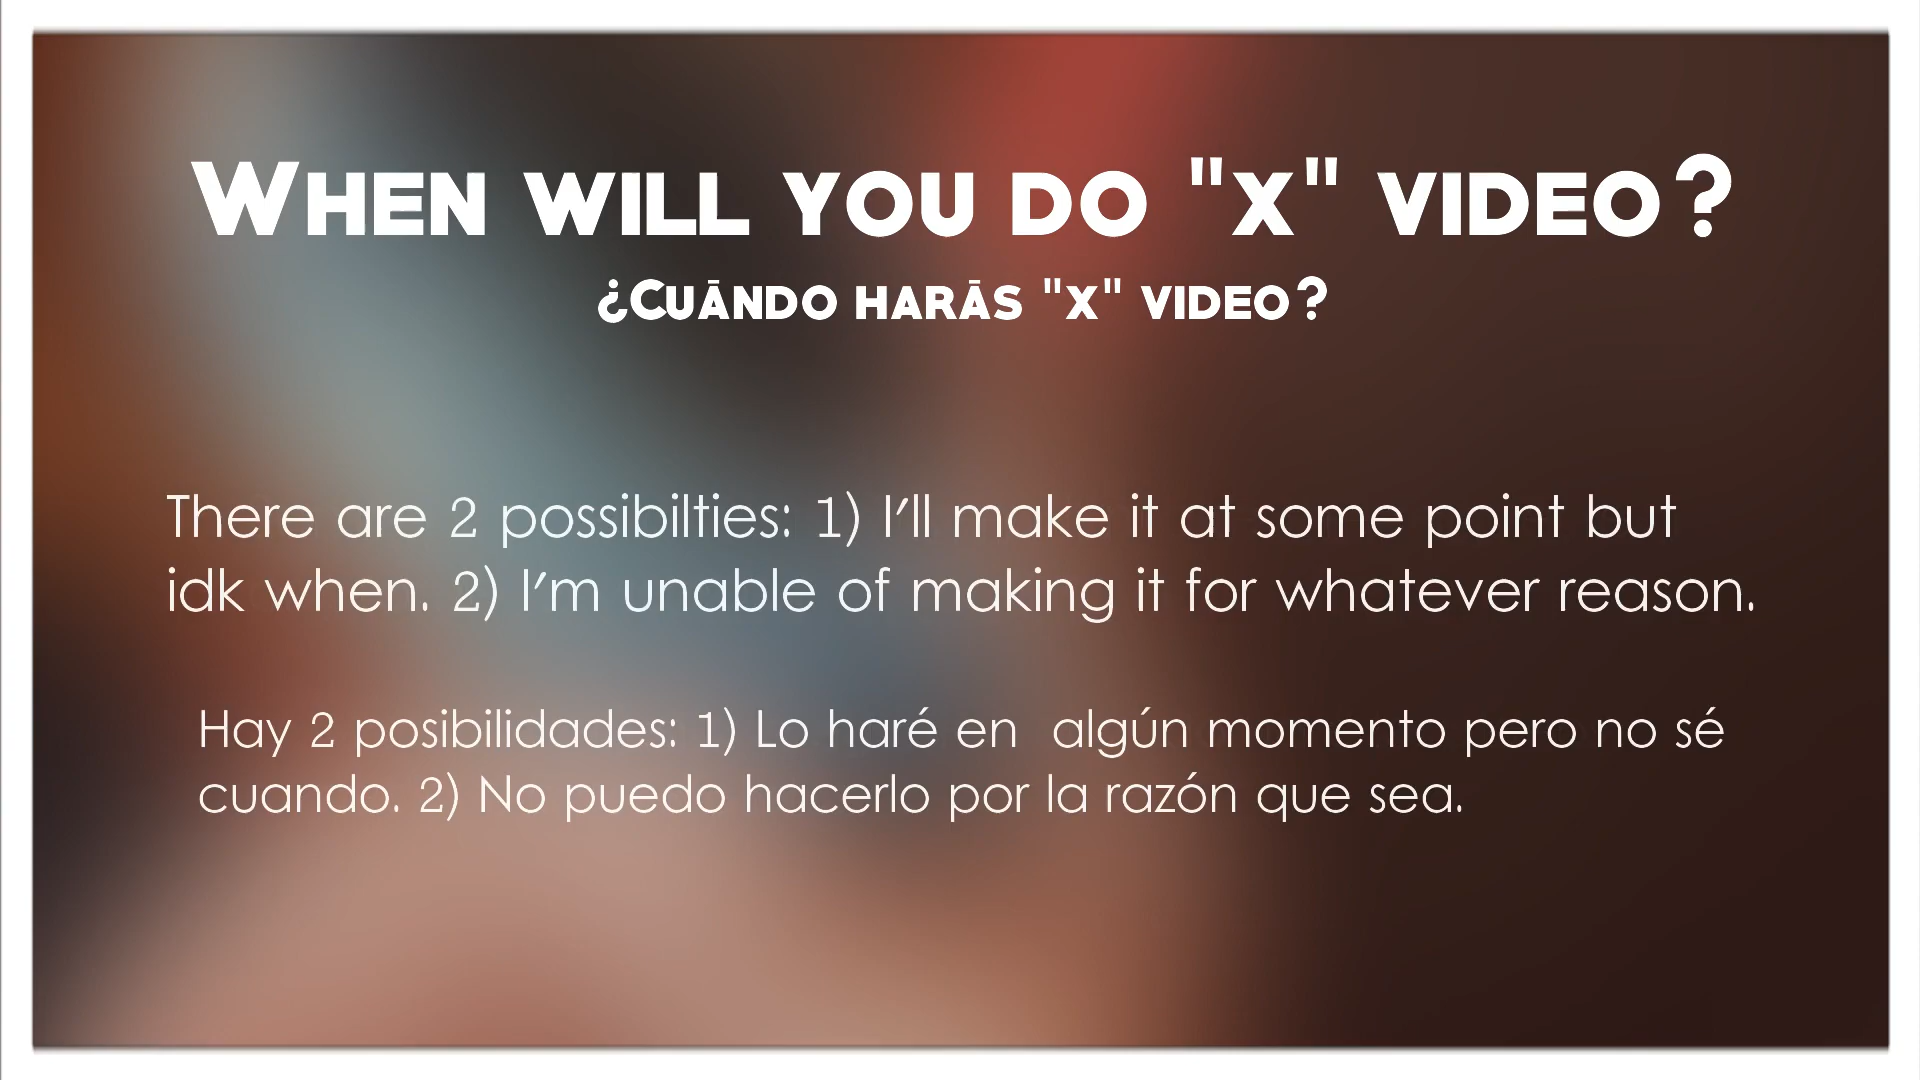 When will you do "X" video?
¿Cuándo harás "X" video?
There are 2 possibilties: 1) I'll make it at some point but
idk when. 2) I'm unable of making it for whatever reason.
Hay 2 posibilidades: 1) Lo haré en  algún momento pero no sé
cuando. 2) No puedo hacerlo por la razón que sea.